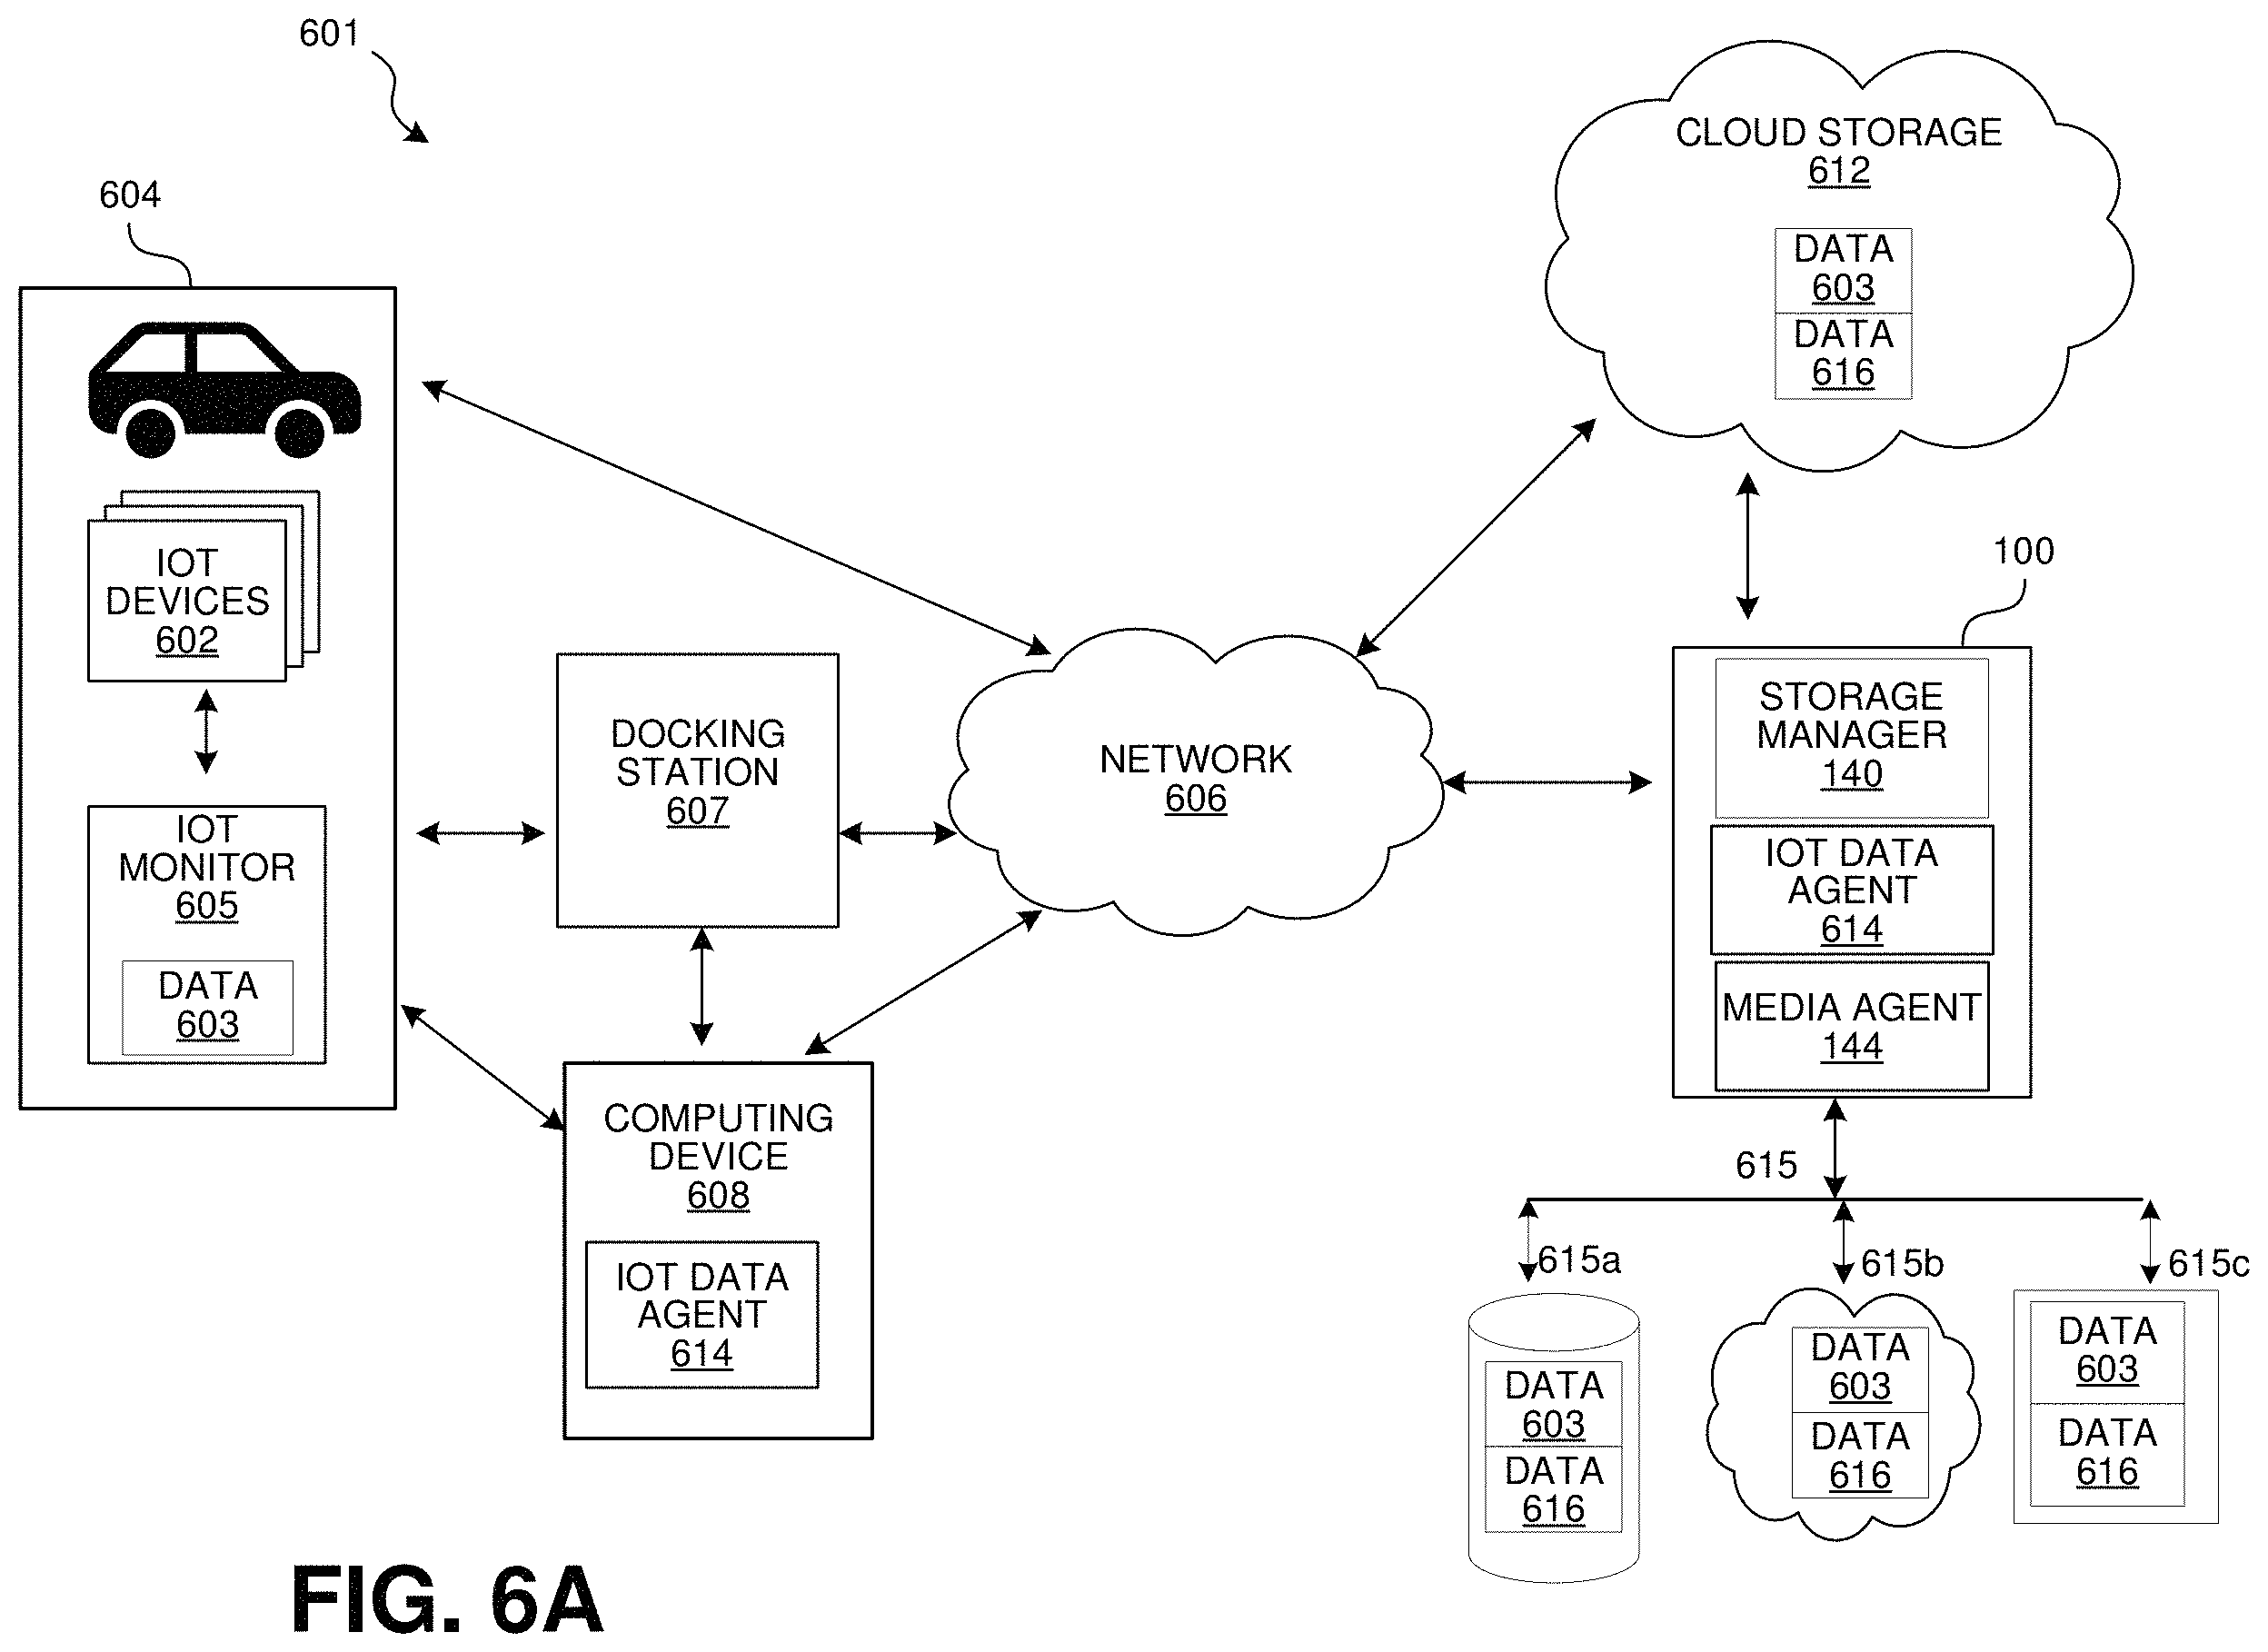 601
604
IOT
DEVICES
602
IOT
MONITOR
605
DATA
603
DOCKING
STATION
607
COMPUTING
DEVICE
608
IOT DATA
AGENT
614
NETWORK
606
CLOUD STORAGE
612
DATA
603
DATA
616
100
STORAGE
MANAGER
140
IOT DATA
AGENT
614
MEDIA AGENT
144
615
615a
DATA
603
DATA
616
615b
DATA
603
DATA
616
615c
DATA
603
DATA
616
FIG. 6A